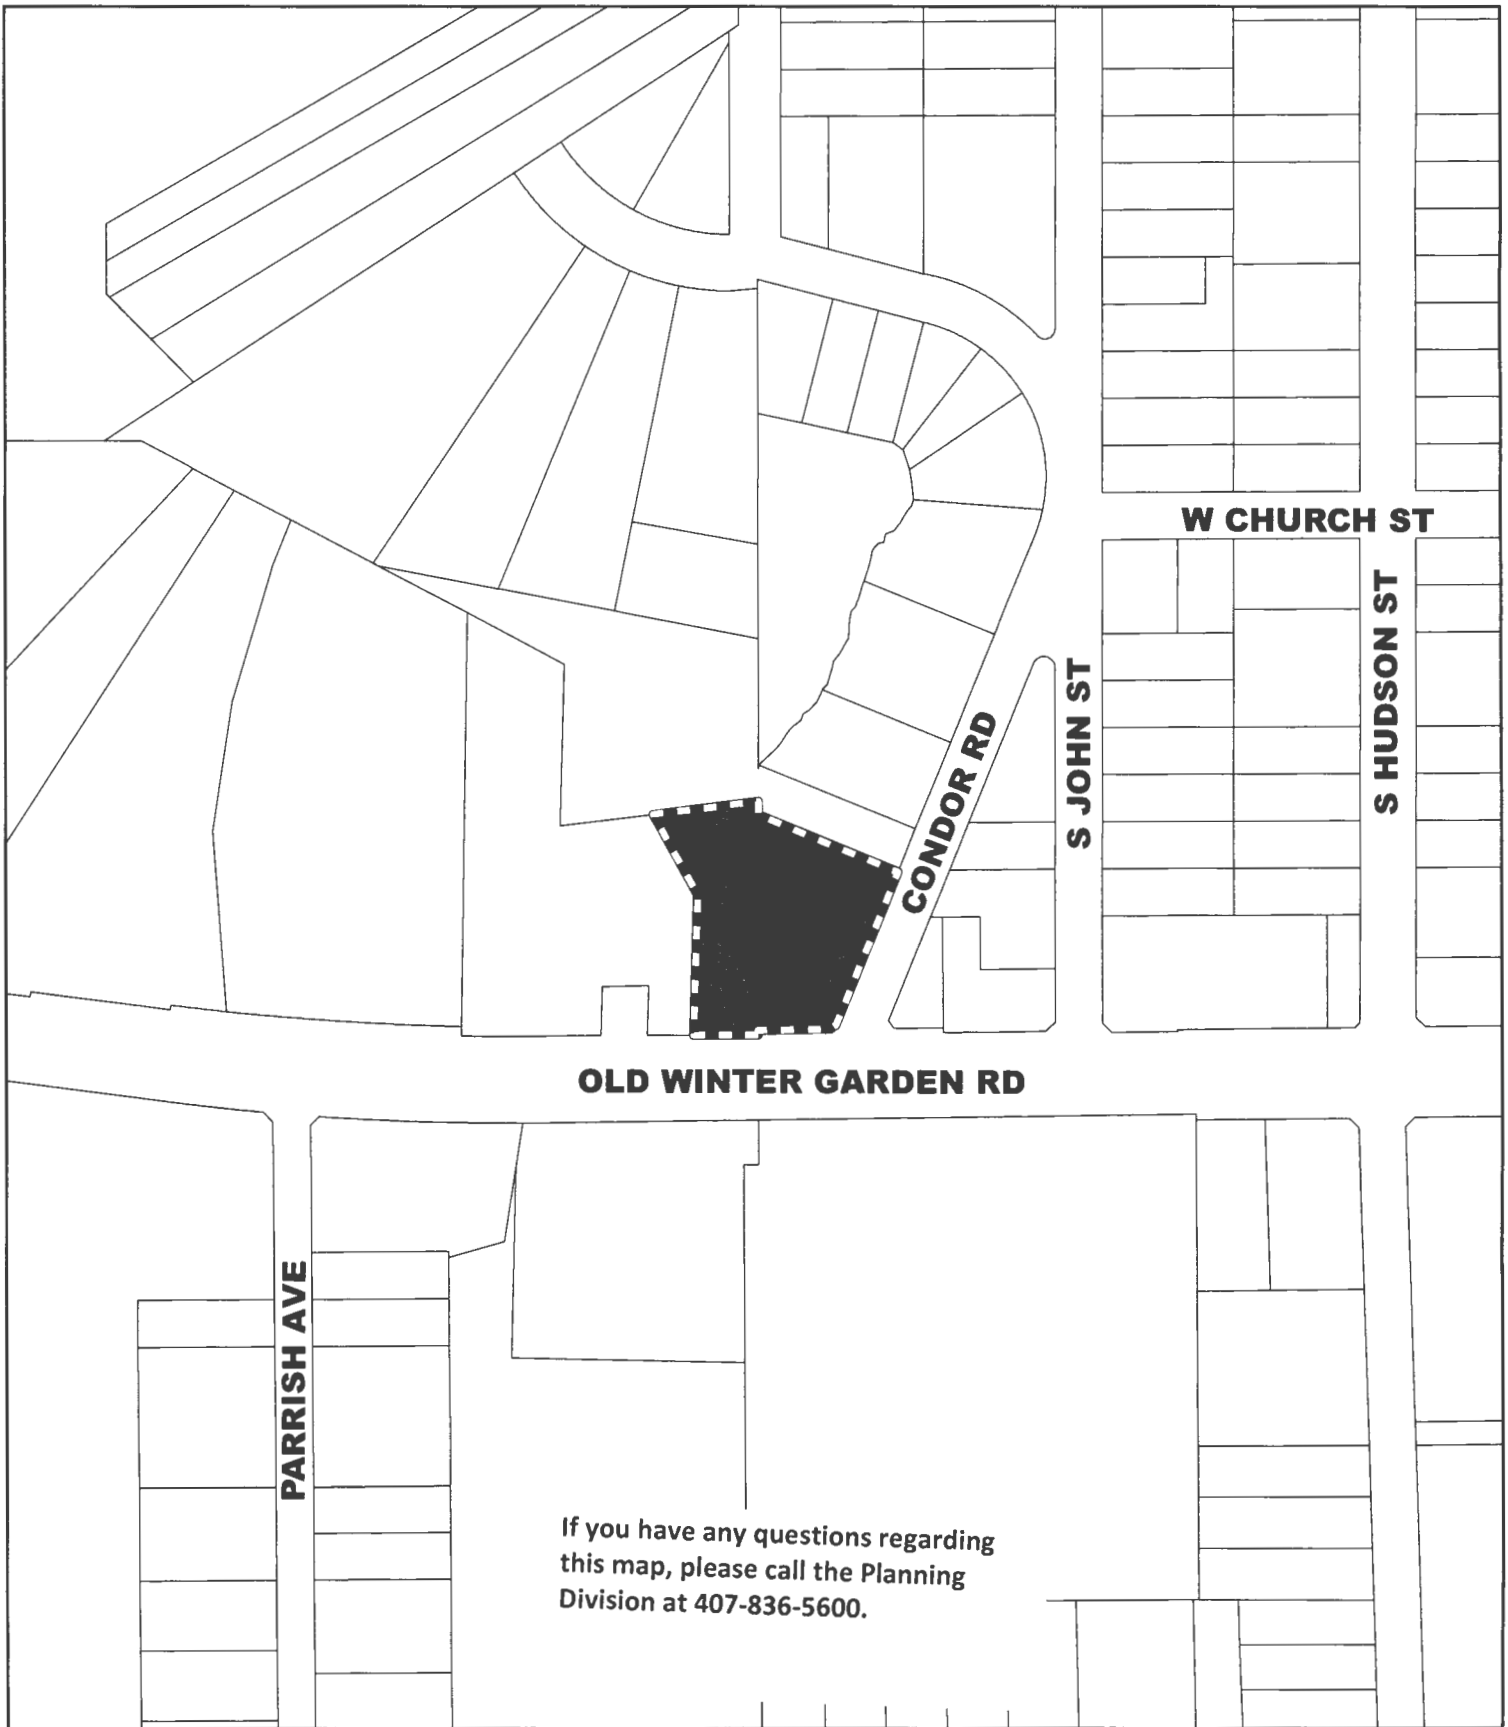 W CHURCH ST
S HUDSON ST
S JOHN ST
CONDOR RD
OLD WINTER GARDEN RD
PARRISH AVE
If you have any questions regarding
this map, please call the Planning
Division at 407-836-5600.